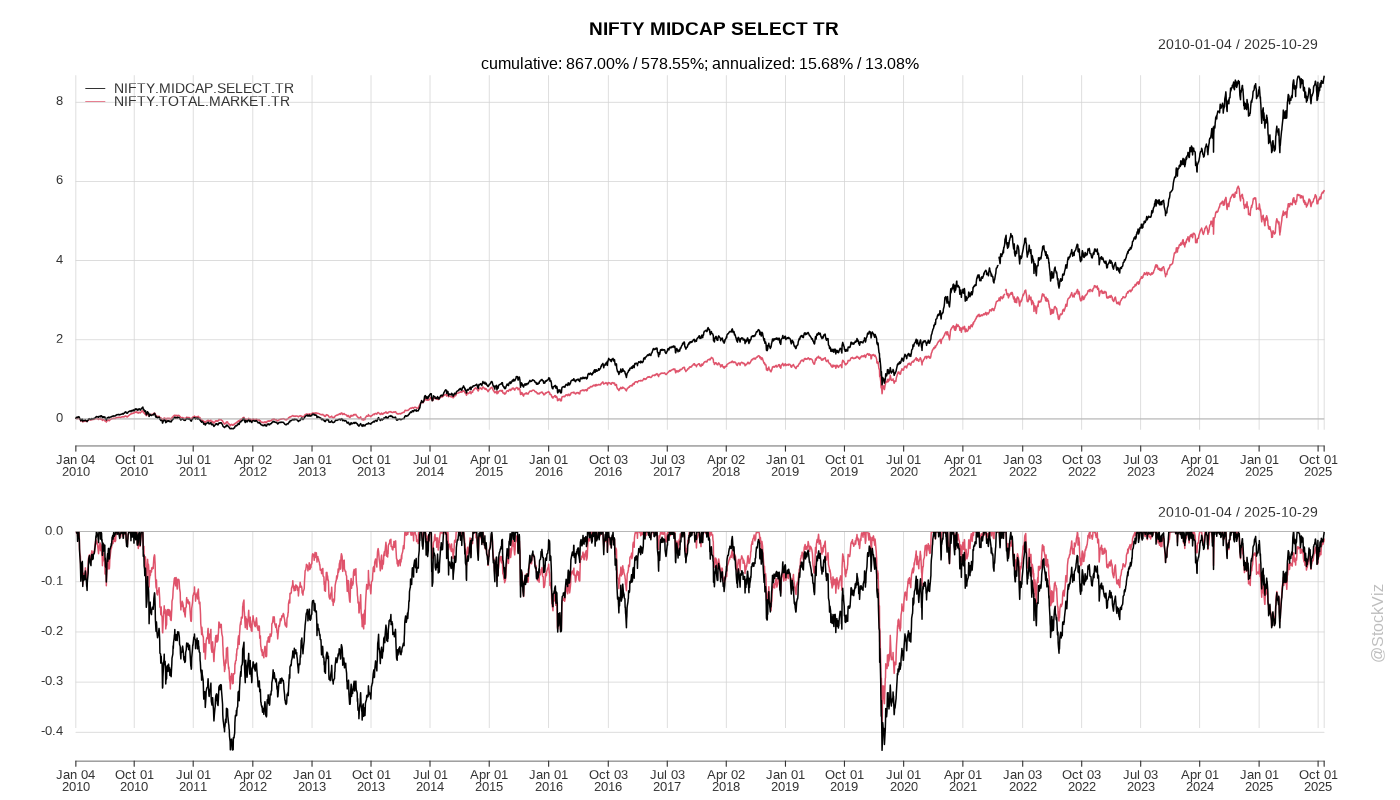 NIFTY MIDCAP SELECT TR
2010-01-04 / 2025-10-29
cumulative: 867.00% / 578.55%; annualized: 15.68% / 13.08%
NIFTY.MIDCAP.SELECT.TR
NIFTY.TOTAL.MARKET.TR
8
6
4
2
0
Jan 04 Oct 01 Jul 01 Apr 02 Jan 01 Oct 01 Jul 01 Apr 01 Jan 01 Oct 03 Jul 03 Apr 02 Jan 01 Oct 01 Jul 01 Apr 01 Jan 03 Oct 03 Jul 03 Apr 01 Jan 01 Oct 01
2010 2010 2011 2012 2013 2013 2014 2015 2016 2016 2017 2018 2019 2019 2020 2021 2022 2022 2023 2024 2025 2025
2010-01-04 / 2025-10-29
0.0
-0.1
-0.2
-0.3
-0.4
Jan 04 Oct 01 Jul 01 Apr 02 Jan 01 Oct 01 Jul 01 Apr 01 Jan 01 Oct 03 Jul 03 Apr 02 Jan 01 Oct 01 Jul 01 Apr 01 Jan 03 Oct 03 Jul 03 Apr 01 Jan 01 Oct 01
2010 2010 2011 2012 2013 2013 2014 2015 2016 2016 2017 2018 2019 2019 2020 2021 2022 2022 2023 2024 2025 2025
@StockViz